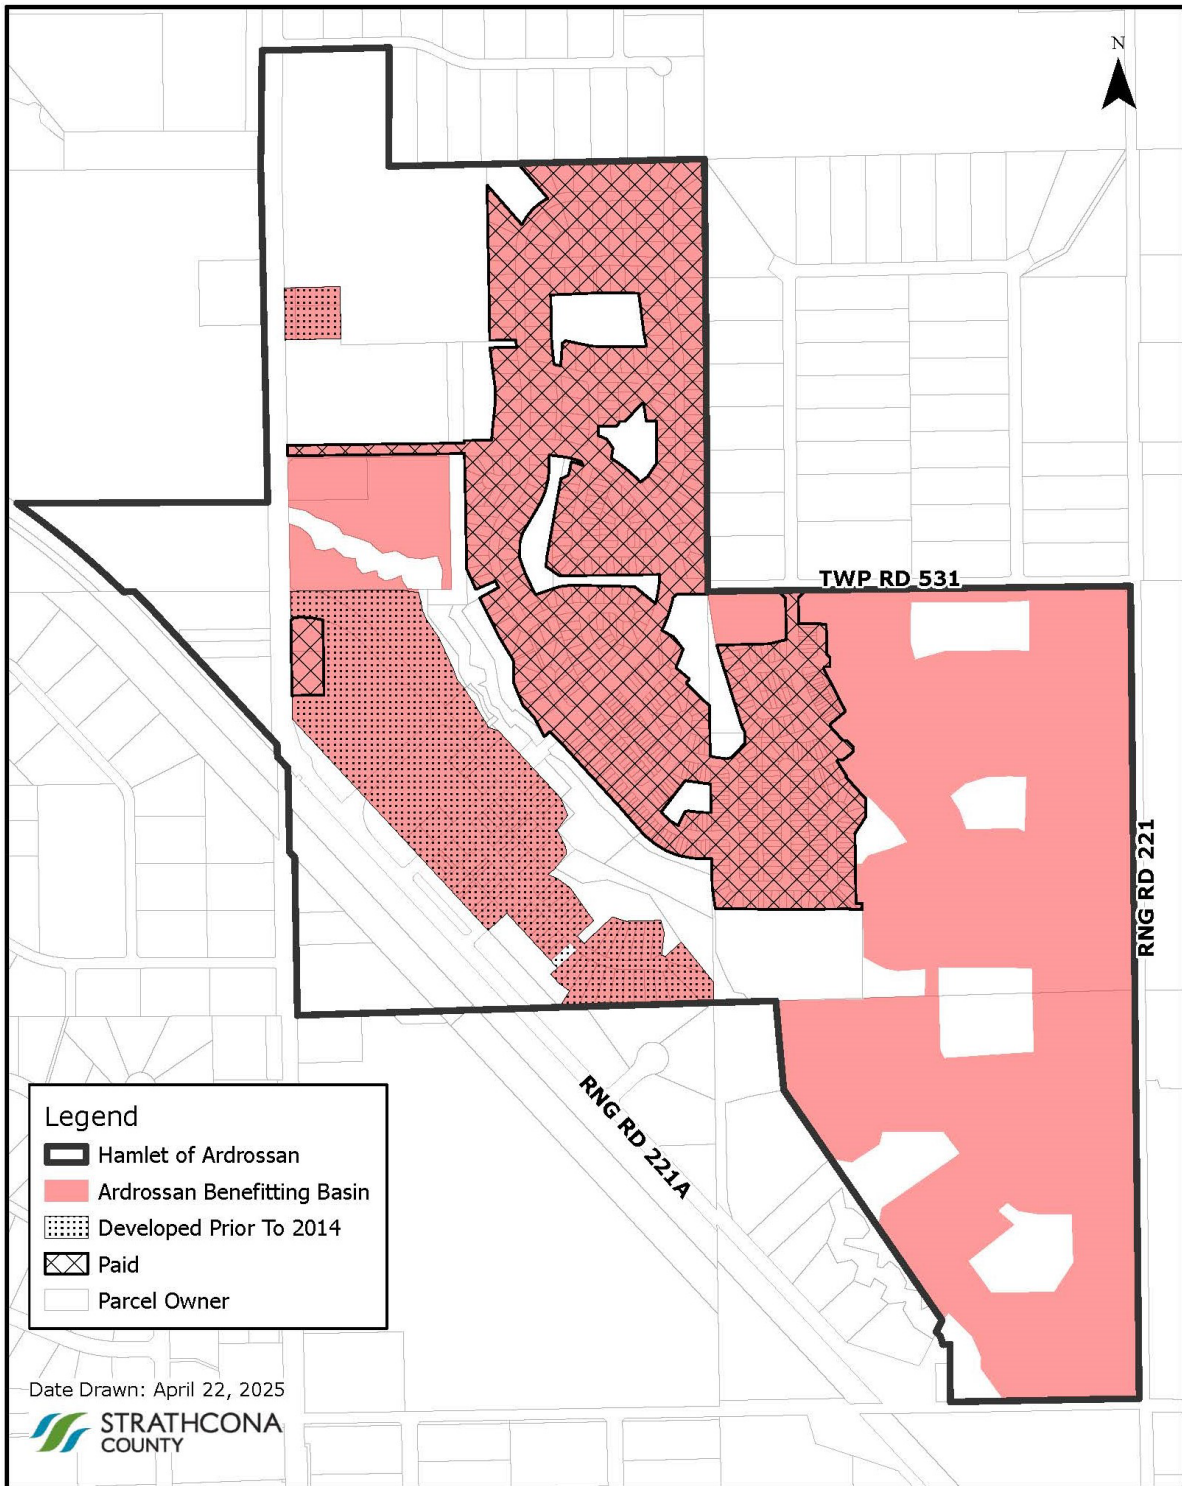 N
TWP RD 531
RNG RD 221
RNG RD 221A
Legend
Hamlet of Ardrossan
Ardrossan Benefitting Basin
Developed Prior To 2014
Paid
Parcel Owner
Date Drawn: April 22, 2025
STRATHCONA
COUNTY